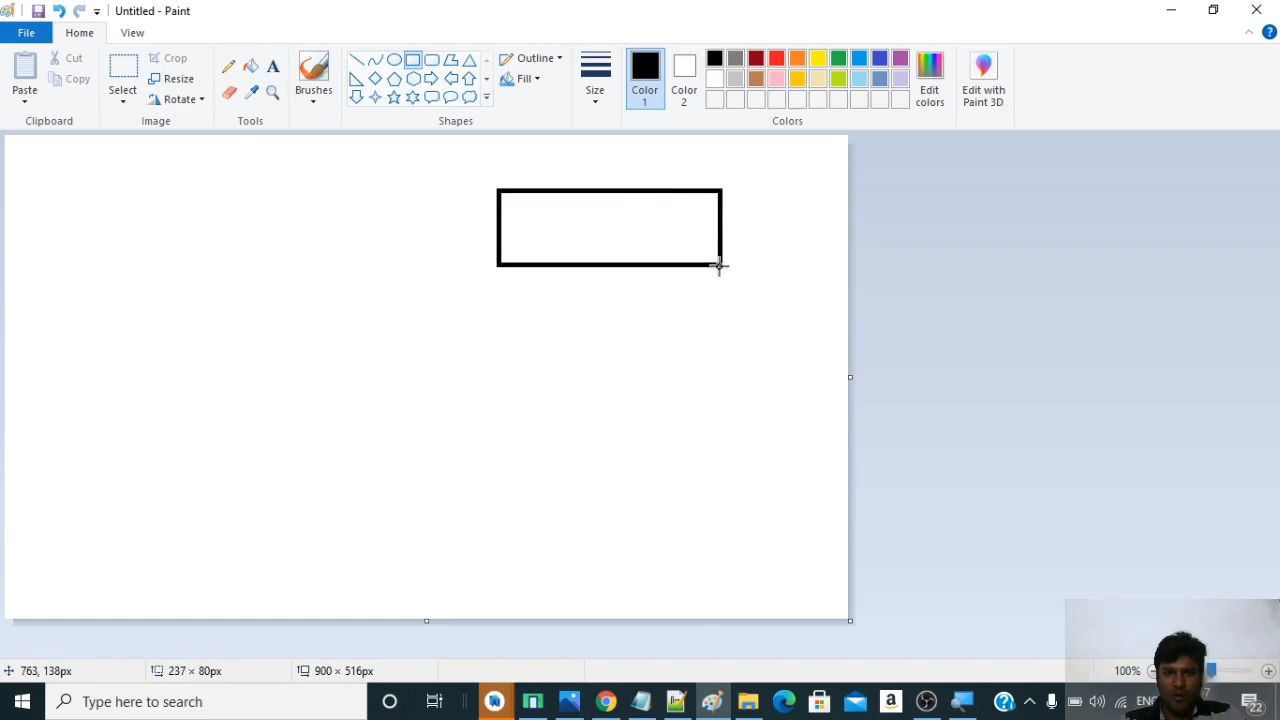 Untitled - Paint
File
Home
View
Paste
Cut
Copy
Clipboard
Select
Crop
Resize
Rotate
Image
A
Tools
Brushes
Outline
Fill
Shapes
Size
Color
1
Color
2
Colors
Edit
colors
Edit with
Paint 3D
763, 138px
237 × 80px
900 × 516px
100%
Type here to search
a
ENG
22